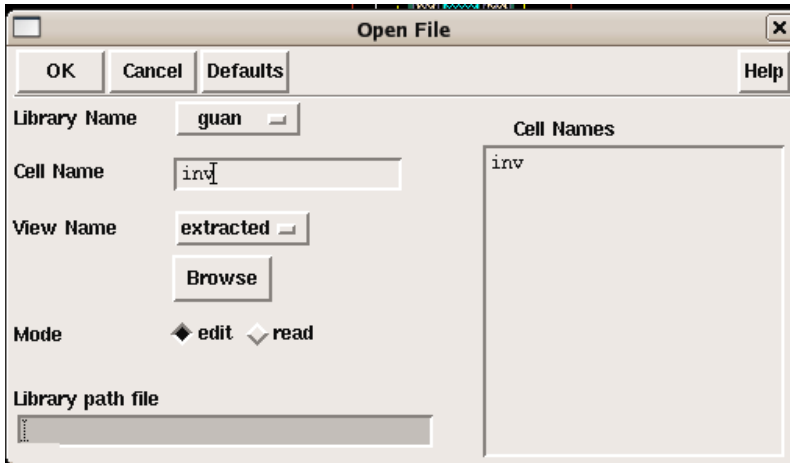 Open File
OK Cancel Defaults Help
Library Name guan
Cell Names
Cell Name inv
inv
View Name extracted
Browse
Mode edit read
Library path file